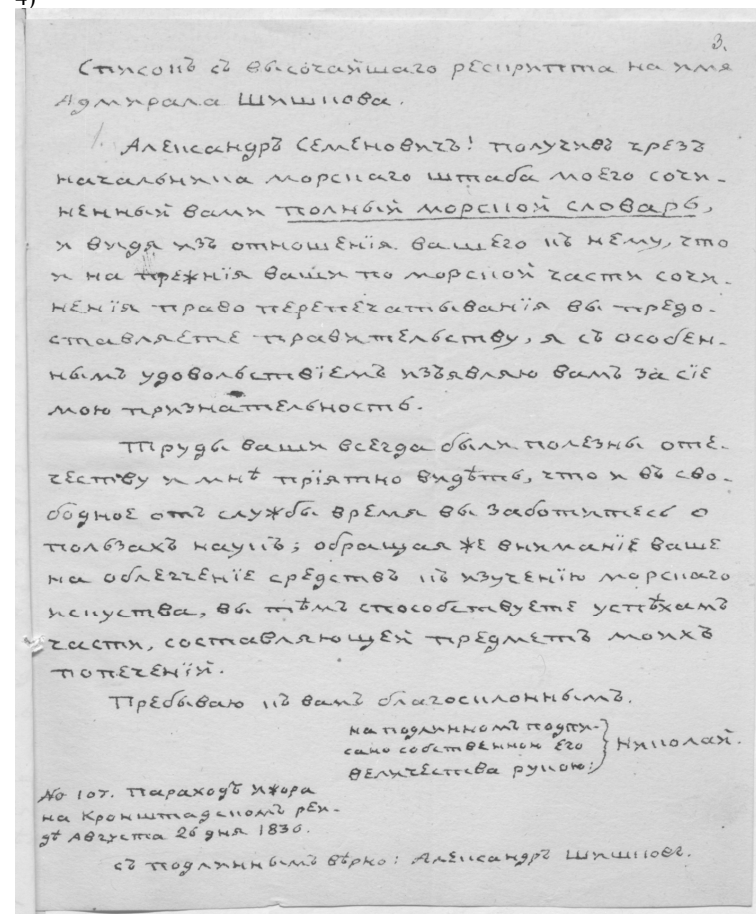 4)
3.
Списокъ съ высочайшаго рескрипта на имя
Адмирала Шишкова.
Александръ Семеновичъ! получивъ чрезъ
начальника морскаго штаба моего сочи-
ненный вами полный морской словарь,
и видя изъ отношенія вашего къ нему, что
и на прежнія ваши по морской части сочи-
ненія право перепечатыванія вы предо-
ставляете правительству, я съ особен-
нымъ удовольствіемъ изъявляю вамъ за сіе
мою признательность.
Труды ваши всегда были полезны оте-
честву и мнѣ пріятно видѣть, что и въ сво-
бодное отъ службы время вы заботитесь о
пользахъ наукъ; обращая же вниманіе ваше
на облегченіе средствъ къ изученію морскаго
искуства, вы тѣмъ способствуете успѣхамъ
части, составляющей предметъ моихъ
попеченій.
Пребываю къ вамъ благосклоннымъ.
на подлинномъ подпи-
сано собственною Его
величества рукою:} Николай.
No 107. Параходъ Ижора
на Кронштадскомъ рей-
дѣ Августа 26 дня 1830.
съ подлиннымъ вѣрно: Александръ Шишковъ.